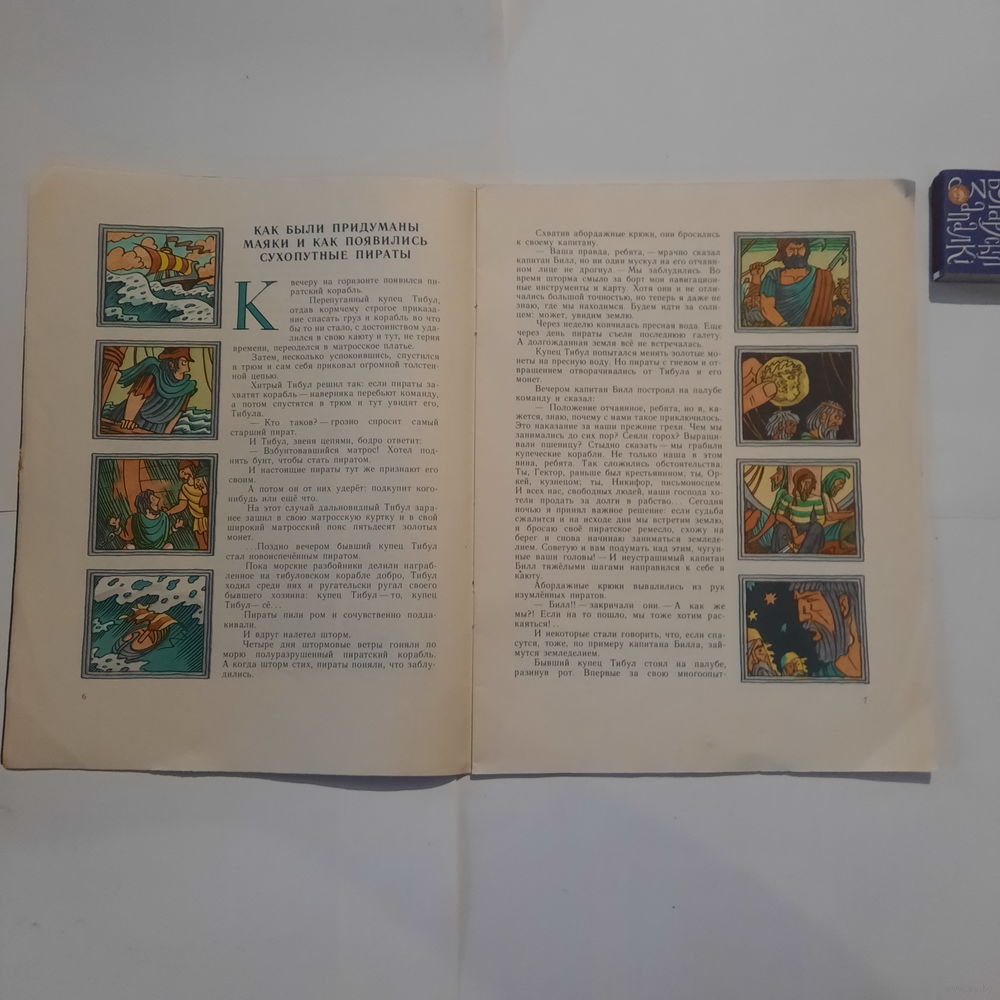 КАК БЫЛИ ПРИДУМАНЫ
МАЯКИ И КАК ПОЯВИЛИСЬ
СУХОПУТНЫЕ ПИРАТЫ
К вечеру на горизонте появился пи-
ратский корабль.
Перепуганный купец Тибул,
отдав кормчему строгое приказа-
ние спасать груз и корабль во что
бы то ни стало, с достоинством уда-
лился в свою каюту и тут, не теряя
времени, переоделся в матросское платье.
Затем, несколько успокоившись, спустился
в трюм и сам себя приковал огромной толстен-
ной цепью.
Хитрый Тибул решил так: если пираты за-
хватят корабль — наверняка перебьют команду,
а потом спустятся в трюм и тут увидят его,
Тибула.
— Кто таков? — грозно спросит самый
старший пират.
И Тибул, звеня цепями, бодро ответит:
— Взбунтовавшийся матрос! Хотел под-
нять бунт, чтобы стать пиратом.
И настоящие пираты тут же признают его
своим.
А потом он от них удерёт: подкупит кого-
нибудь или ещё что.
На этот случай дальновидный Тибул зара-
нее зашил в свою матросскую куртку и в свой
широкий матросский пояс пятьдесят золотых
монет.
...Поздно вечером бывший купец Тибул
стал новоиспечённым пиратом.
Пока морские разбойники делили награб-
ленное на тибуловском корабле добро, Тибул
ходил среди них и ругательски ругал своего
бывшего хозяина: купец Тибул — то, купец
Тибул — сё...
Пираты пили ром и сочувственно подда-
кивали.
И вдруг налетел шторм.
Четыре дня штормовые ветры гоняли по
морю полуразрушенный пиратский корабль.
А когда шторм стих, пираты поняли, что заблу-
дились.
6
Схватив абордажные крюки, они бросились
к своему капитану.
— Ваша правда, ребята, — мрачно сказал
капитан Билл, но ни один мускул на его отчаян-
ном лице не дрогнул — Мы заблудились. Во
время шторма смыло за борт мои навигацион-
ные инструменты и карту. Хотя они и не отли-
чались большой точностью, но теперь я даже не
знаю, где мы находимся. Будем идти за солн-
цем: может, увидим землю.
Через неделю кончилась пресная вода. Еще
через день пираты съели последнюю галету.
А долгожданная земля всё не встречалась.
Купец Тибул попытался менять золотые мо-
неты на пресную воду. Но пираты с гневом и от-
вращением отворачивались от Тибула и его
монет.
Вечером капитан Билл построил на палубе
команду и сказал:
— Положение отчаянное, ребята, но я, ка-
жется, знаю, почему с нами такое приключилось.
Это наказание за наши прежние грехи. Чем мы
занимались до сих пор? Сеяли горох? Выращи-
вали пшеницу? Стыдно сказать — мы грабили
купеческие корабли. Не только наша в этом
вина, ребята. Так сложились обстоятельства.
Ты, Гектор, раньше был крестьянином; ты, Ор-
кей, кузнецом; ты, Никифор, письмоносцем.
И всех нас, свободных людей, наши господа хо-
тели продать за долги в рабство... Сегодня
ночью я принял важное решение: если судьба
сжалится и на исходе дня мы встретим землю,
я бросаю своё пиратское ремесло, схожу на
берег и снова начинаю заниматься земледе-
лием. Советую и вам подумать над этим, чугун-
ные ваши головы! — И неустрашимый капитан
Билл тяжёлыми шагами направился к себе в
каюту.
Абордажные крюки вывалились из рук
изумлённых пиратов.
— Билл!! — закричали они. — А как же
мы?! Если на то пошло, мы тоже хотим рас-
каяться!..
И некоторые стали говорить, что, если спа-
сутся, тоже, по примеру капитана Билла, зай-
мутся земледелием.
Бывший купец Тибул стоял на палубе,
разинув рот. Впервые за свою многоопыт-
7
БЕЛАРУСКІ
ZАПАЛКІ